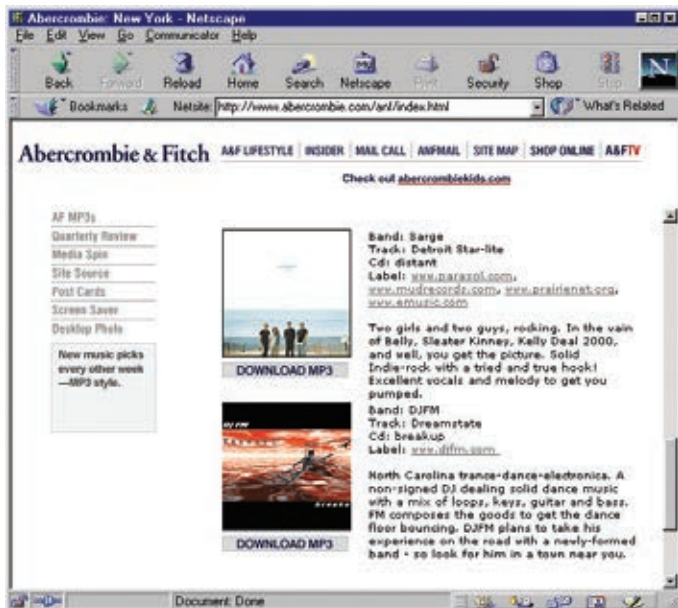 Abercrombie: New York - Netscape
File Edit View Go Communicator Help
Back Forward Reload Home Search Netscape Print Security Shop Stop N
Bookmarks Netsite: http://www.abercrombie.com/anf/index.html What's Related
Abercrombie & Fitch A&F LIFESTYLE INSIDER MAIL CALL ANFMAIL SITE MAP SHOP ONLINE A&FTV
Check out abercrombiekids.com
AF MP3s
Quarterly Review
Media Spin
Site Source
Post Cards
Screen Saver
Desktop Photo
New music picks
every other week
—MP3 style.
DOWNLOAD MP3
Band: Sarge
Track: Detroit Star-lite
Cd: distant
Label: www.parasol.com,
www.mudrecords.com, www.prairienet.org,
www.emusic.com
Two girls and two guys, rocking. In the vain
of Belly, Sleater Kinney, Kelly Deal 2000,
and well, you get the picture. Solid
Indie-rock with a tried and true hook!
Excellent vocals and melody to get you
pumped.
DJ FM
DOWNLOAD MP3
Band: DJFM
Track: Dreamstate
Cd: breakup
Label: www.djfm.com
North Carolina trance-dance-electronica. A
non-signed DJ dealing solid dance music
with a mix of loops, keys, guitar and bass.
FM composes the goods to get the dance
floor bouncing. DJFM plans to take his
experience on the road with a newly-formed
band - so look for him in a town near you.
Document: Done